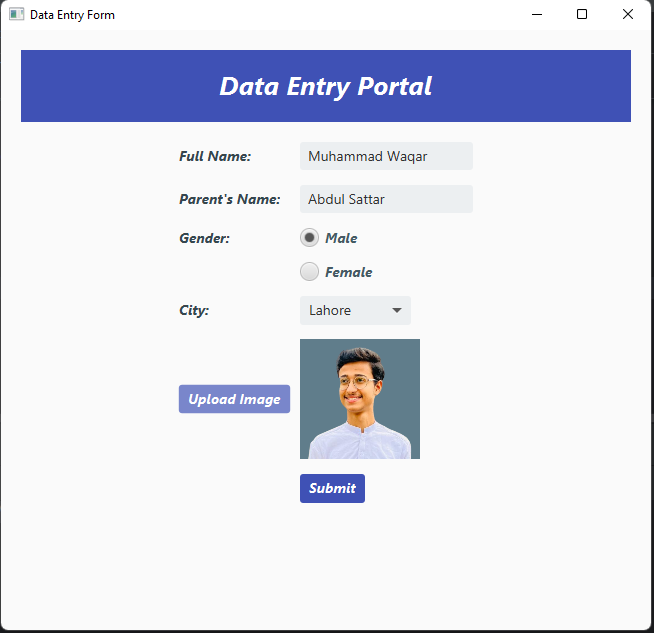 Data Entry Form
Data Entry Portal
Full Name: Muhammad Waqar
Parent's Name: Abdul Sattar
Gender: Male
Female
City: Lahore
Upload Image
Submit